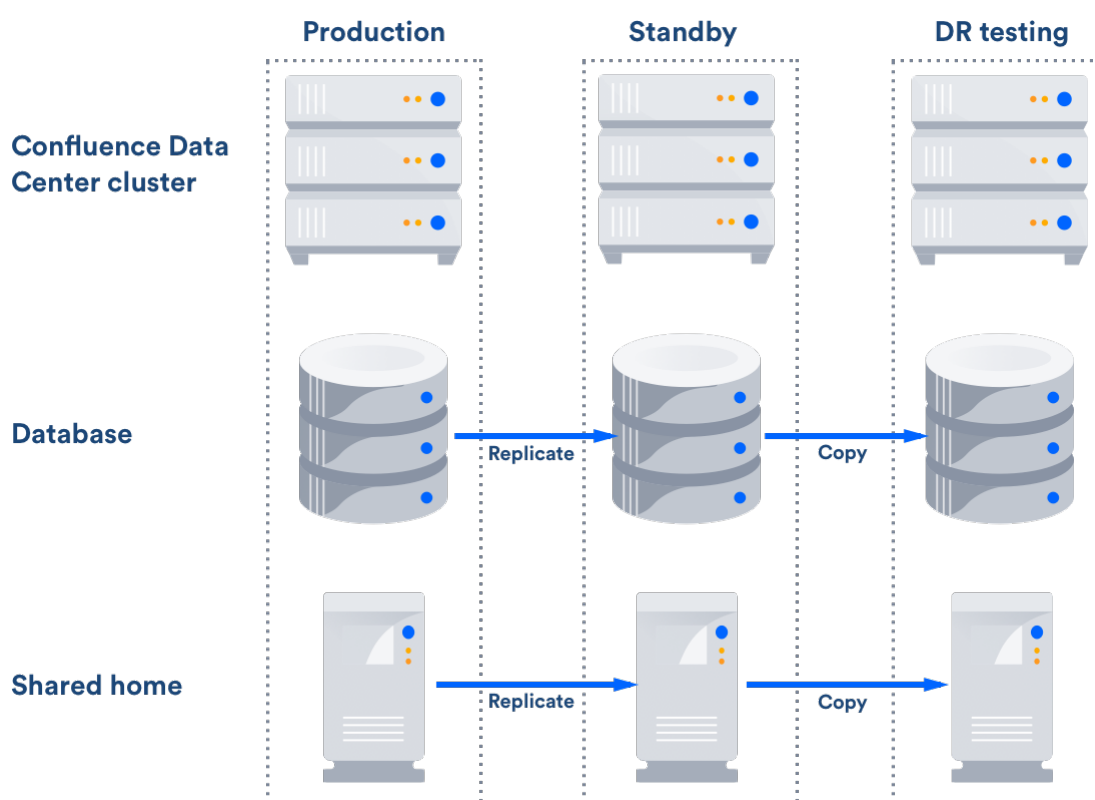 Production
Standby
DR testing
Confluence Data
Center cluster
Database
Replicate
Copy
Shared home
Replicate
Copy